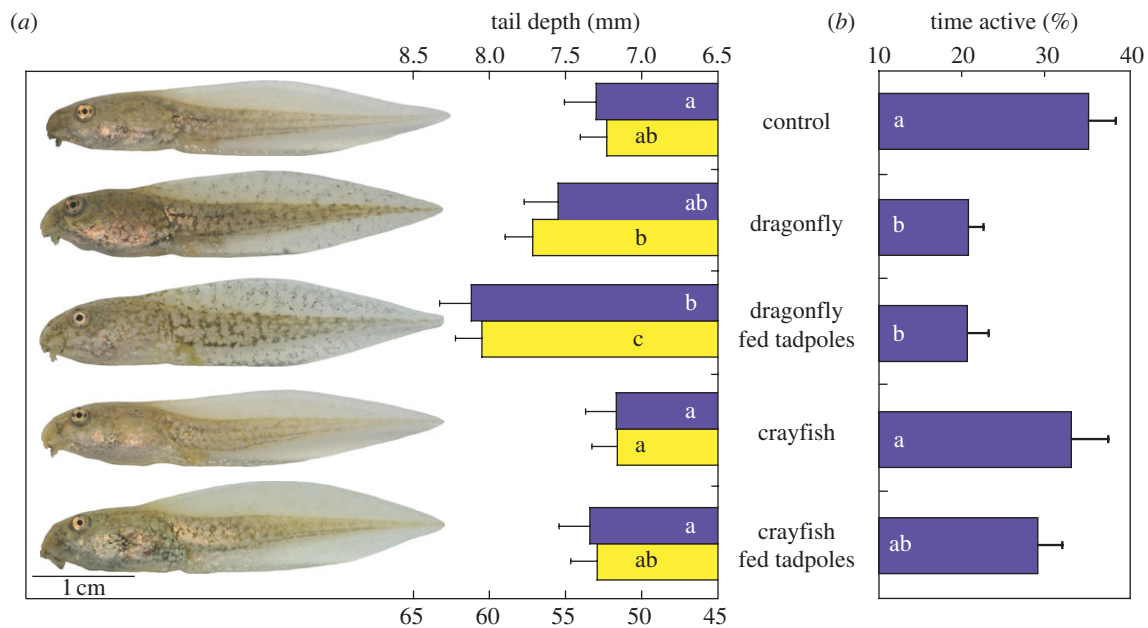 (a)
tail depth (mm)
(b)
time active (%)
8.5 8.0 7.5 7.0 6.5
10 20 30 40
a
ab
control
a
ab
b
dragonfly
b
b
c
dragonfly
fed tadpoles
b
a
a
crayfish
a
a
ab
crayfish
fed tadpoles
ab
1 cm
65 60 55 50 45